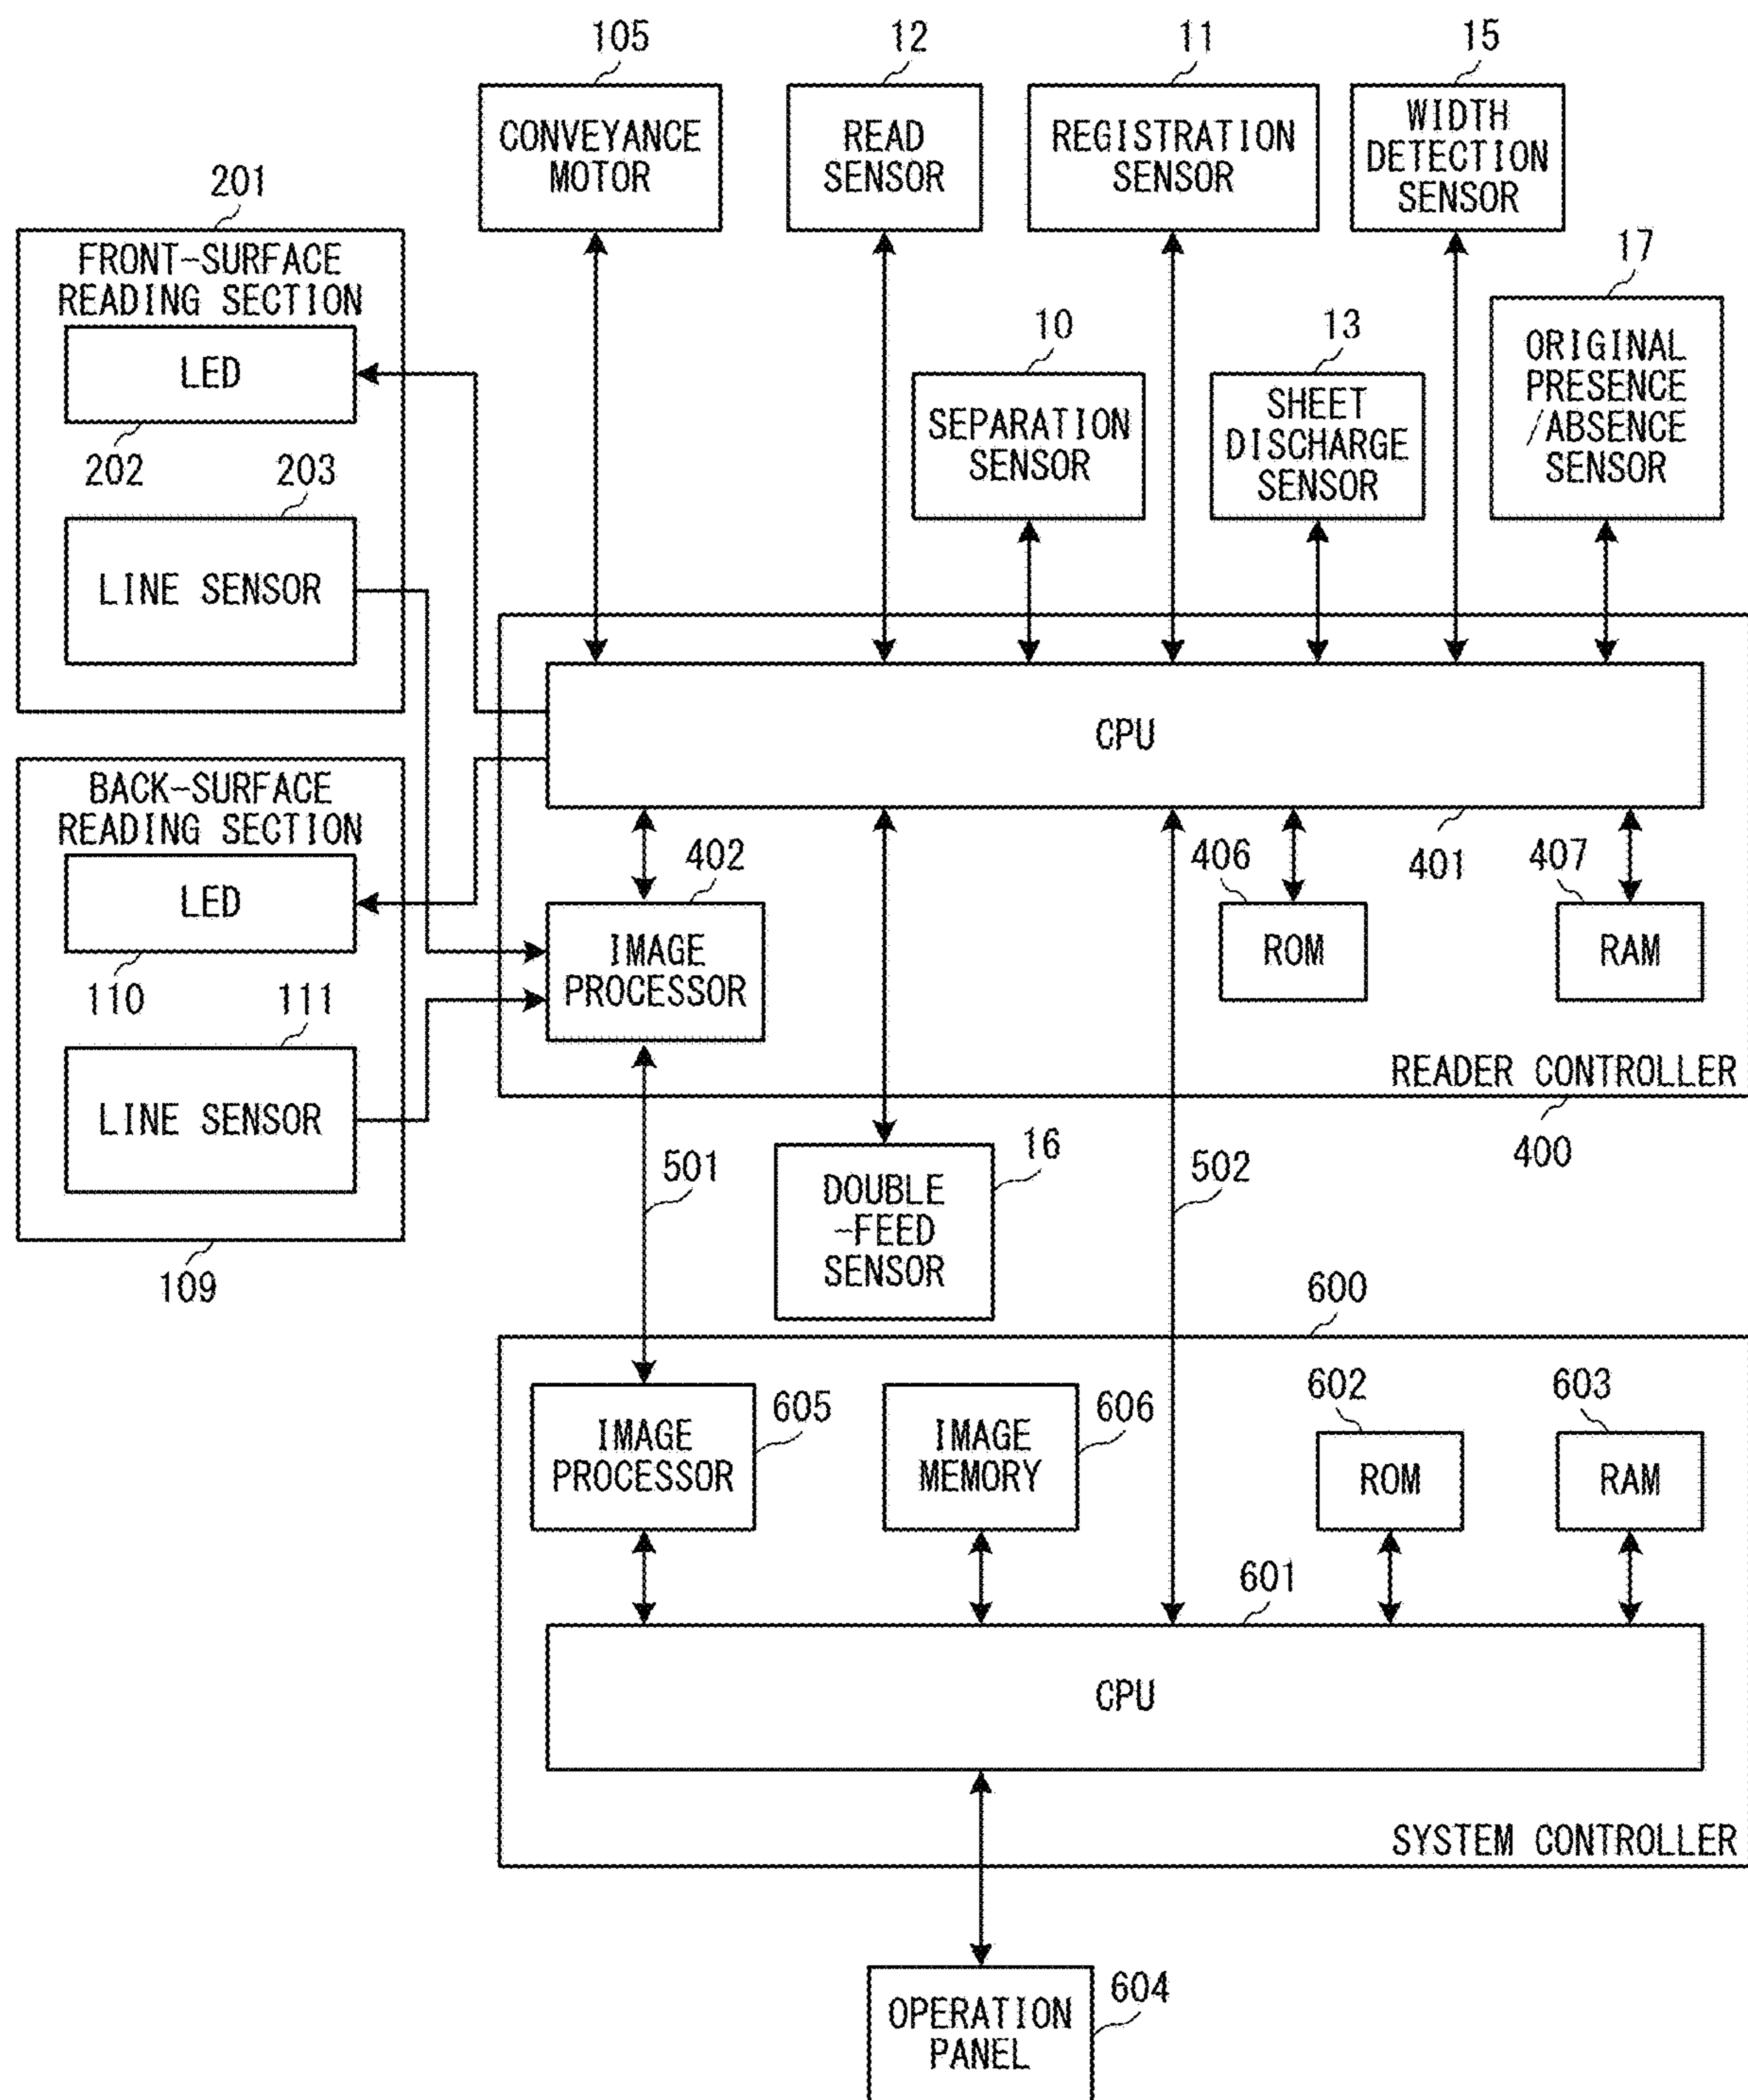 105
12
11
15
CONVEYANCE
MOTOR
READ
SENSOR
REGISTRATION
SENSOR
WIDTH
DETECTION
SENSOR
201
FRONT-SURFACE
READING SECTION
LED
202
203
LINE SENSOR
10
SEPARATION
SENSOR
13
SHEET
DISCHARGE
SENSOR
17
ORIGINAL
PRESENCE
/ABSENCE
SENSOR
CPU
401
BACK-SURFACE
READING SECTION
LED
110
111
LINE SENSOR
109
402
IMAGE
PROCESSOR
406
ROM
407
RAM
READER CONTROLLER
400
501
16
DOUBLE
-FEED
SENSOR
502
600
605
IMAGE
PROCESSOR
606
IMAGE
MEMORY
602
ROM
603
RAM
601
CPU
SYSTEM CONTROLLER
604
OPERATION
PANEL